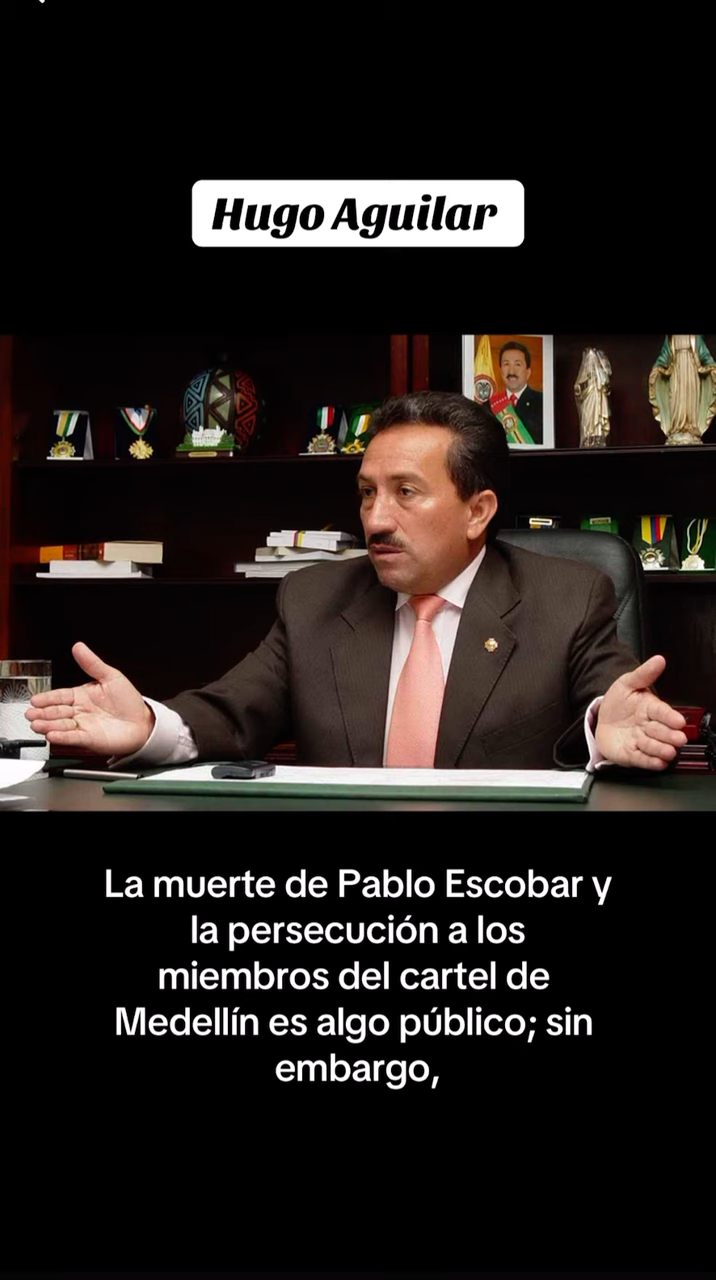 Hugo Aguilar
La muerte de Pablo Escobar y
la persecución a los
miembros del cartel de
Medellín es algo público; sin
embargo,